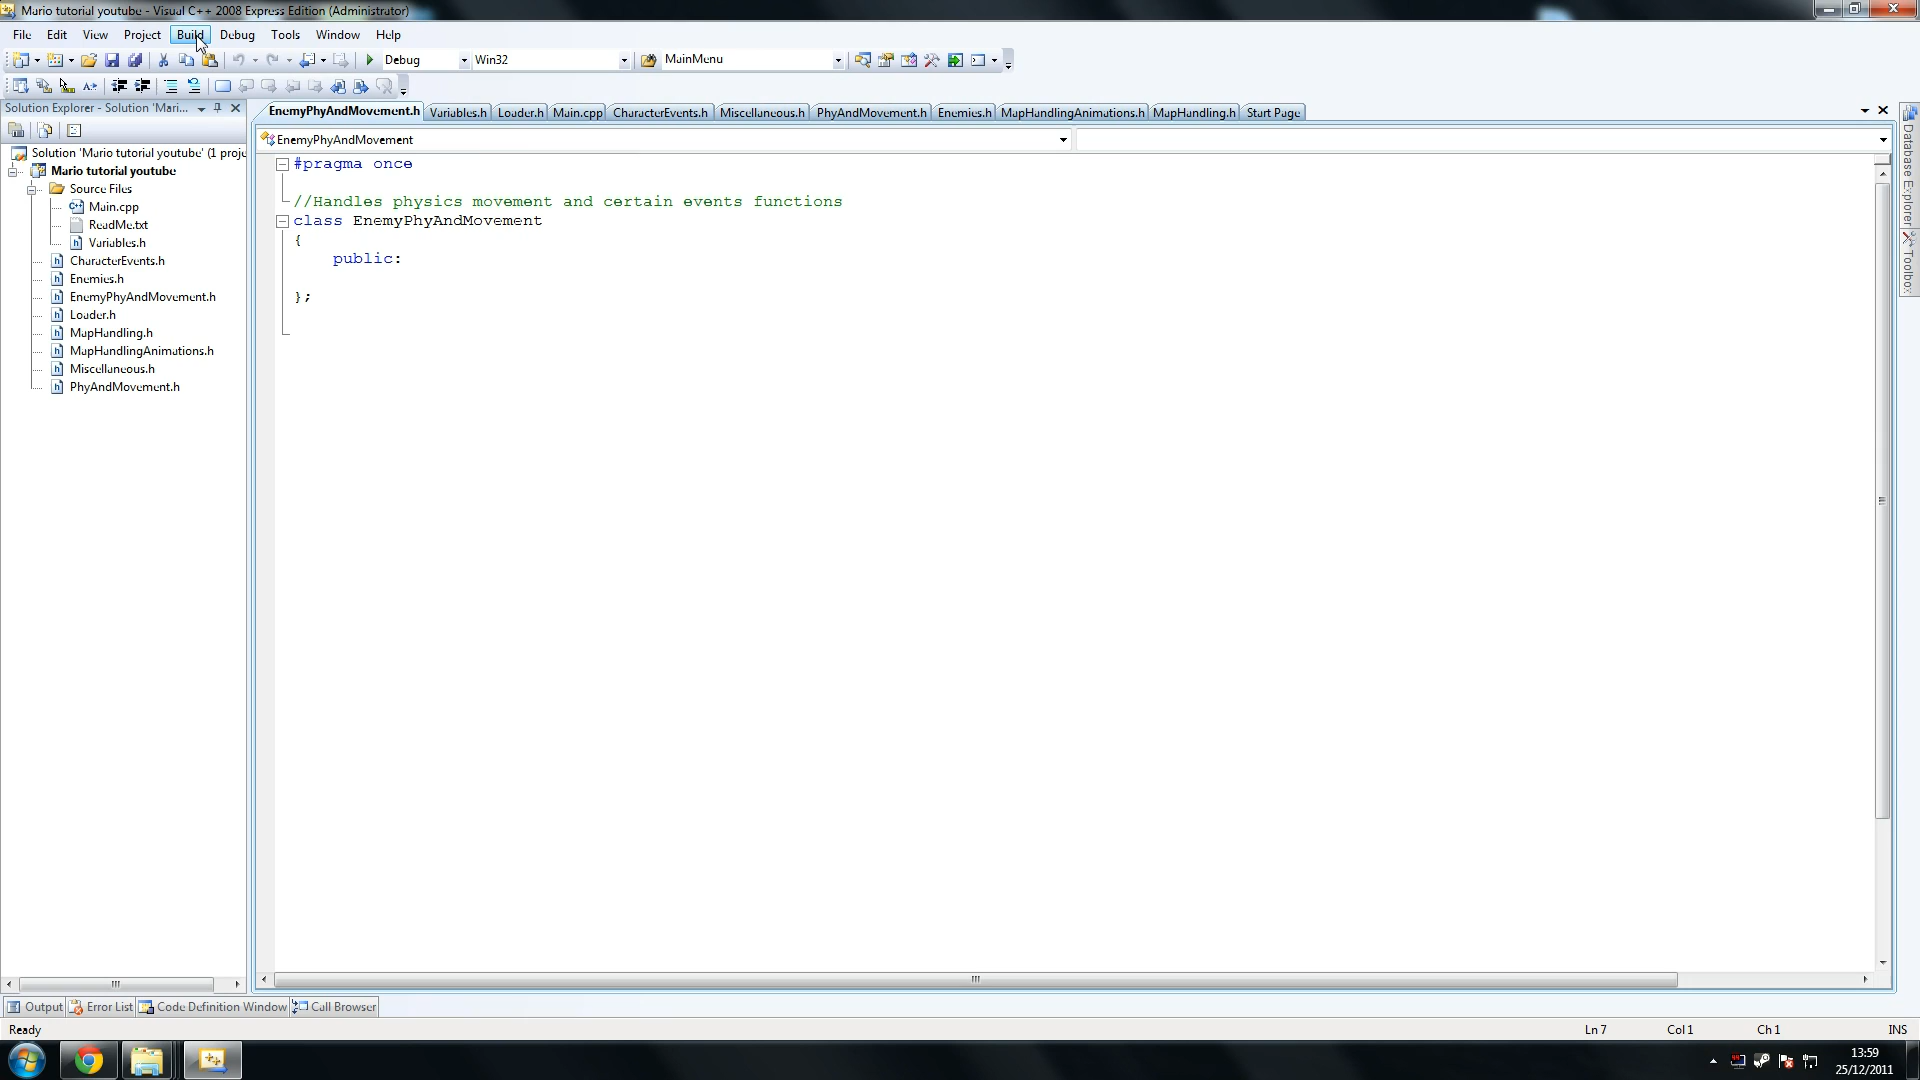 Mario tutorial youtube - Visual C++ 2008 Express Edition (Administrator)
File Edit View Project Build Debug Tools Window Help
Debug Win32 MainMenu
Solution Explorer - Solution 'Mari...
EnemyPhyAndMovement.h Variables.h Loader.h Main.cpp CharacterEvents.h Miscellaneous.h PhyAndMovement.h Enemies.h MapHandlingAnimations.h MapHandling.h Start Page
EnemyPhyAndMovement
Solution 'Mario tutorial youtube' (1 proje
Mario tutorial youtube
Source Files
Main.cpp
ReadMe.txt
Variables.h
CharacterEvents.h
Enemies.h
EnemyPhyAndMovement.h
Loader.h
MapHandling.h
MapHandlingAnimations.h
Miscellaneous.h
PhyAndMovement.h
#pragma once
//Handles physics movement and certain events functions
class EnemyPhyAndMovement
{
public:
};
Database Explorer
Toolbox
Output Error List Code Definition Window Call Browser
Ready Ln 7 Col 1 Ch 1 INS
13:59
25/12/2011